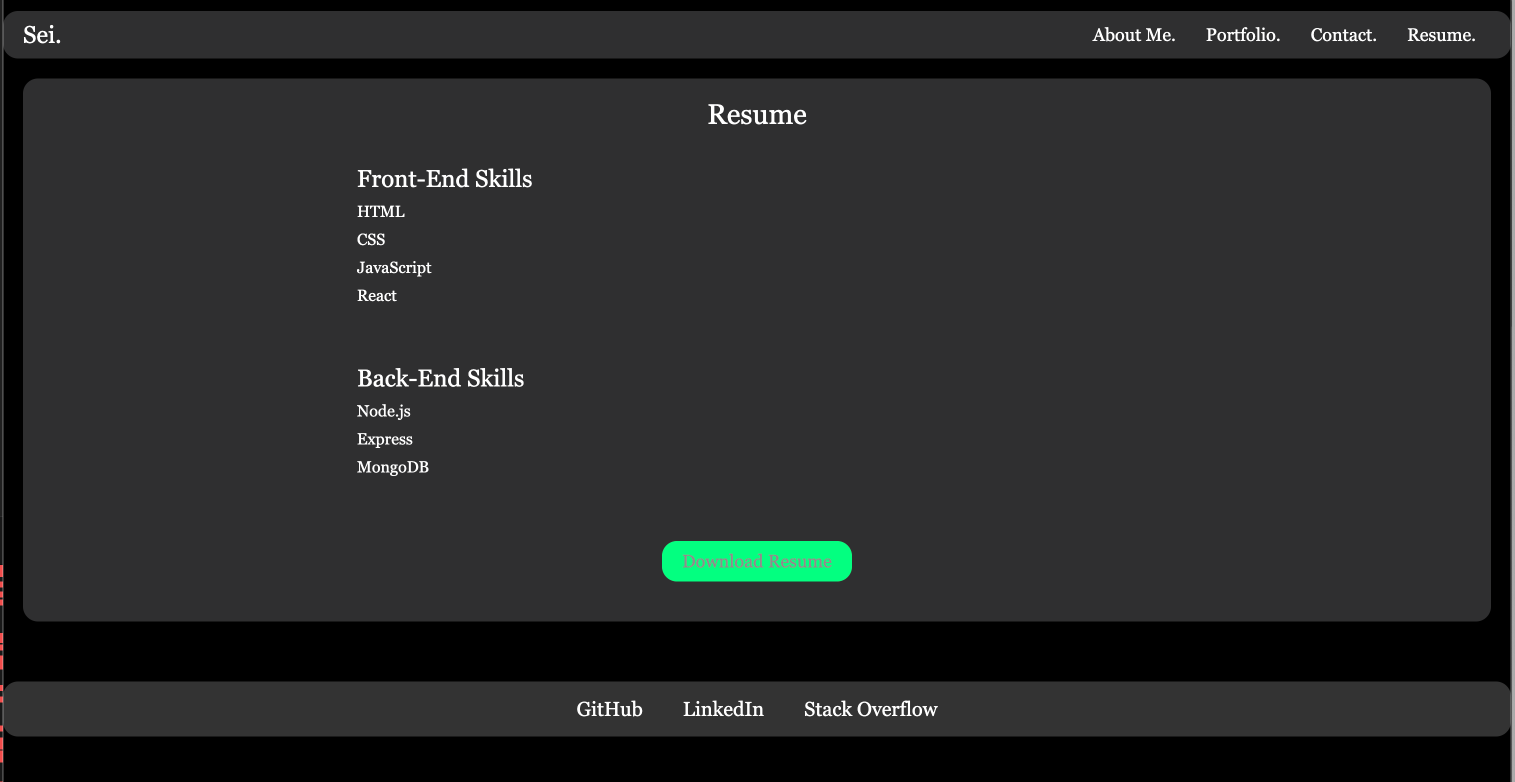 Sei.
About Me. Portfolio. Contact. Resume.
Resume
Front-End Skills
HTML
CSS
JavaScript
React
Back-End Skills
Node.js
Express
MongoDB
Download Resume
GitHub LinkedIn Stack Overflow